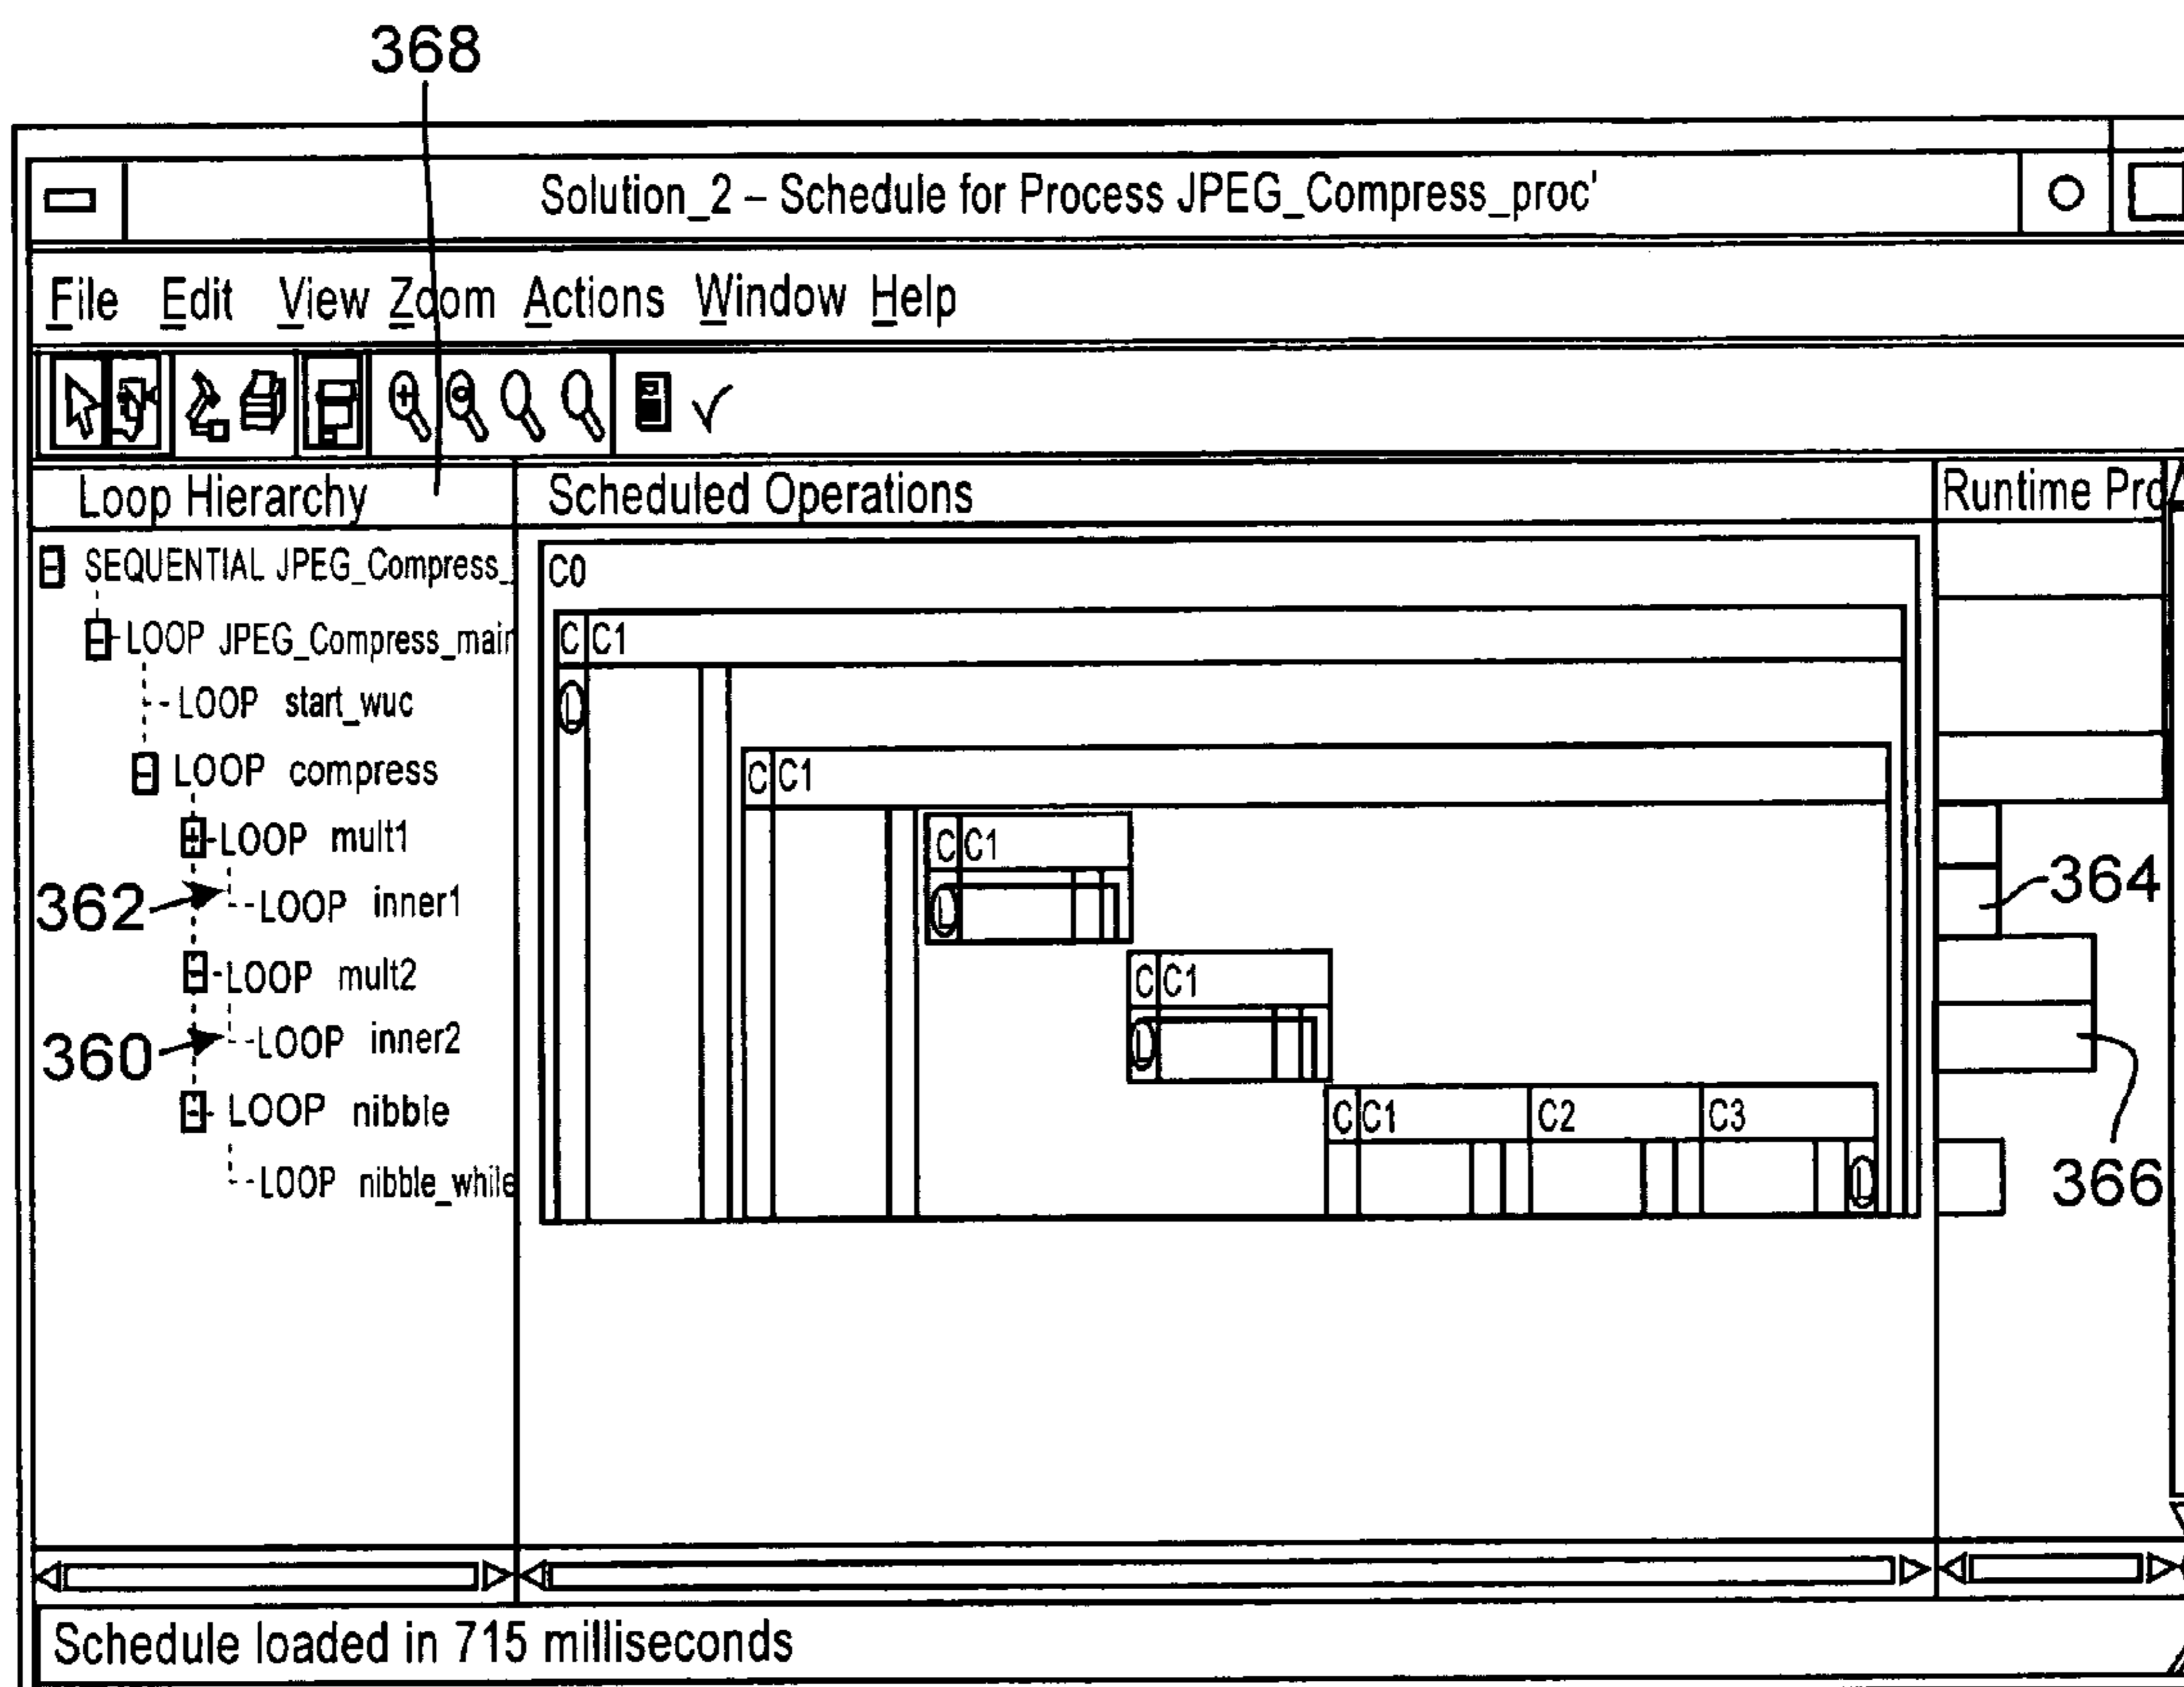 368
Solution_2 – Schedule for Process JPEG_Compress_proc'
File Edit View Zoom Actions Window Help
Loop Hierarchy
Scheduled Operations
Runtime Pro
SEQUENTIAL JPEG_Compress_
LOOP JPEG_Compress_main
LOOP start_wuc
LOOP compress
LOOP mult1
LOOP inner1
LOOP mult2
LOOP inner2
LOOP nibble
LOOP nibble_while
362
360
C0
C C1
L
C C1
C C1
L
C C1
L
C C1 C2 C3
L
364
366
Schedule loaded in 715 milliseconds